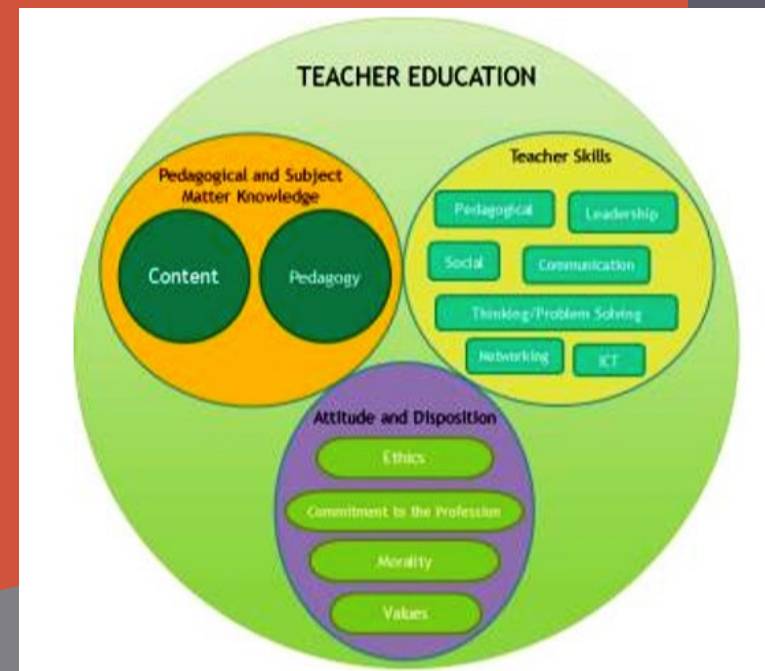 TEACHER EDUCATION
Pedagogical and Subject
Matter Knowledge
Content
Pedagogy
Teacher Skills
Pedagogical
Leadership
Social
Communication
Thinking/Problem Solving
Networking
ICT
Attitude and Disposition
Ethics
Commitment to the Profession
Morality
Values